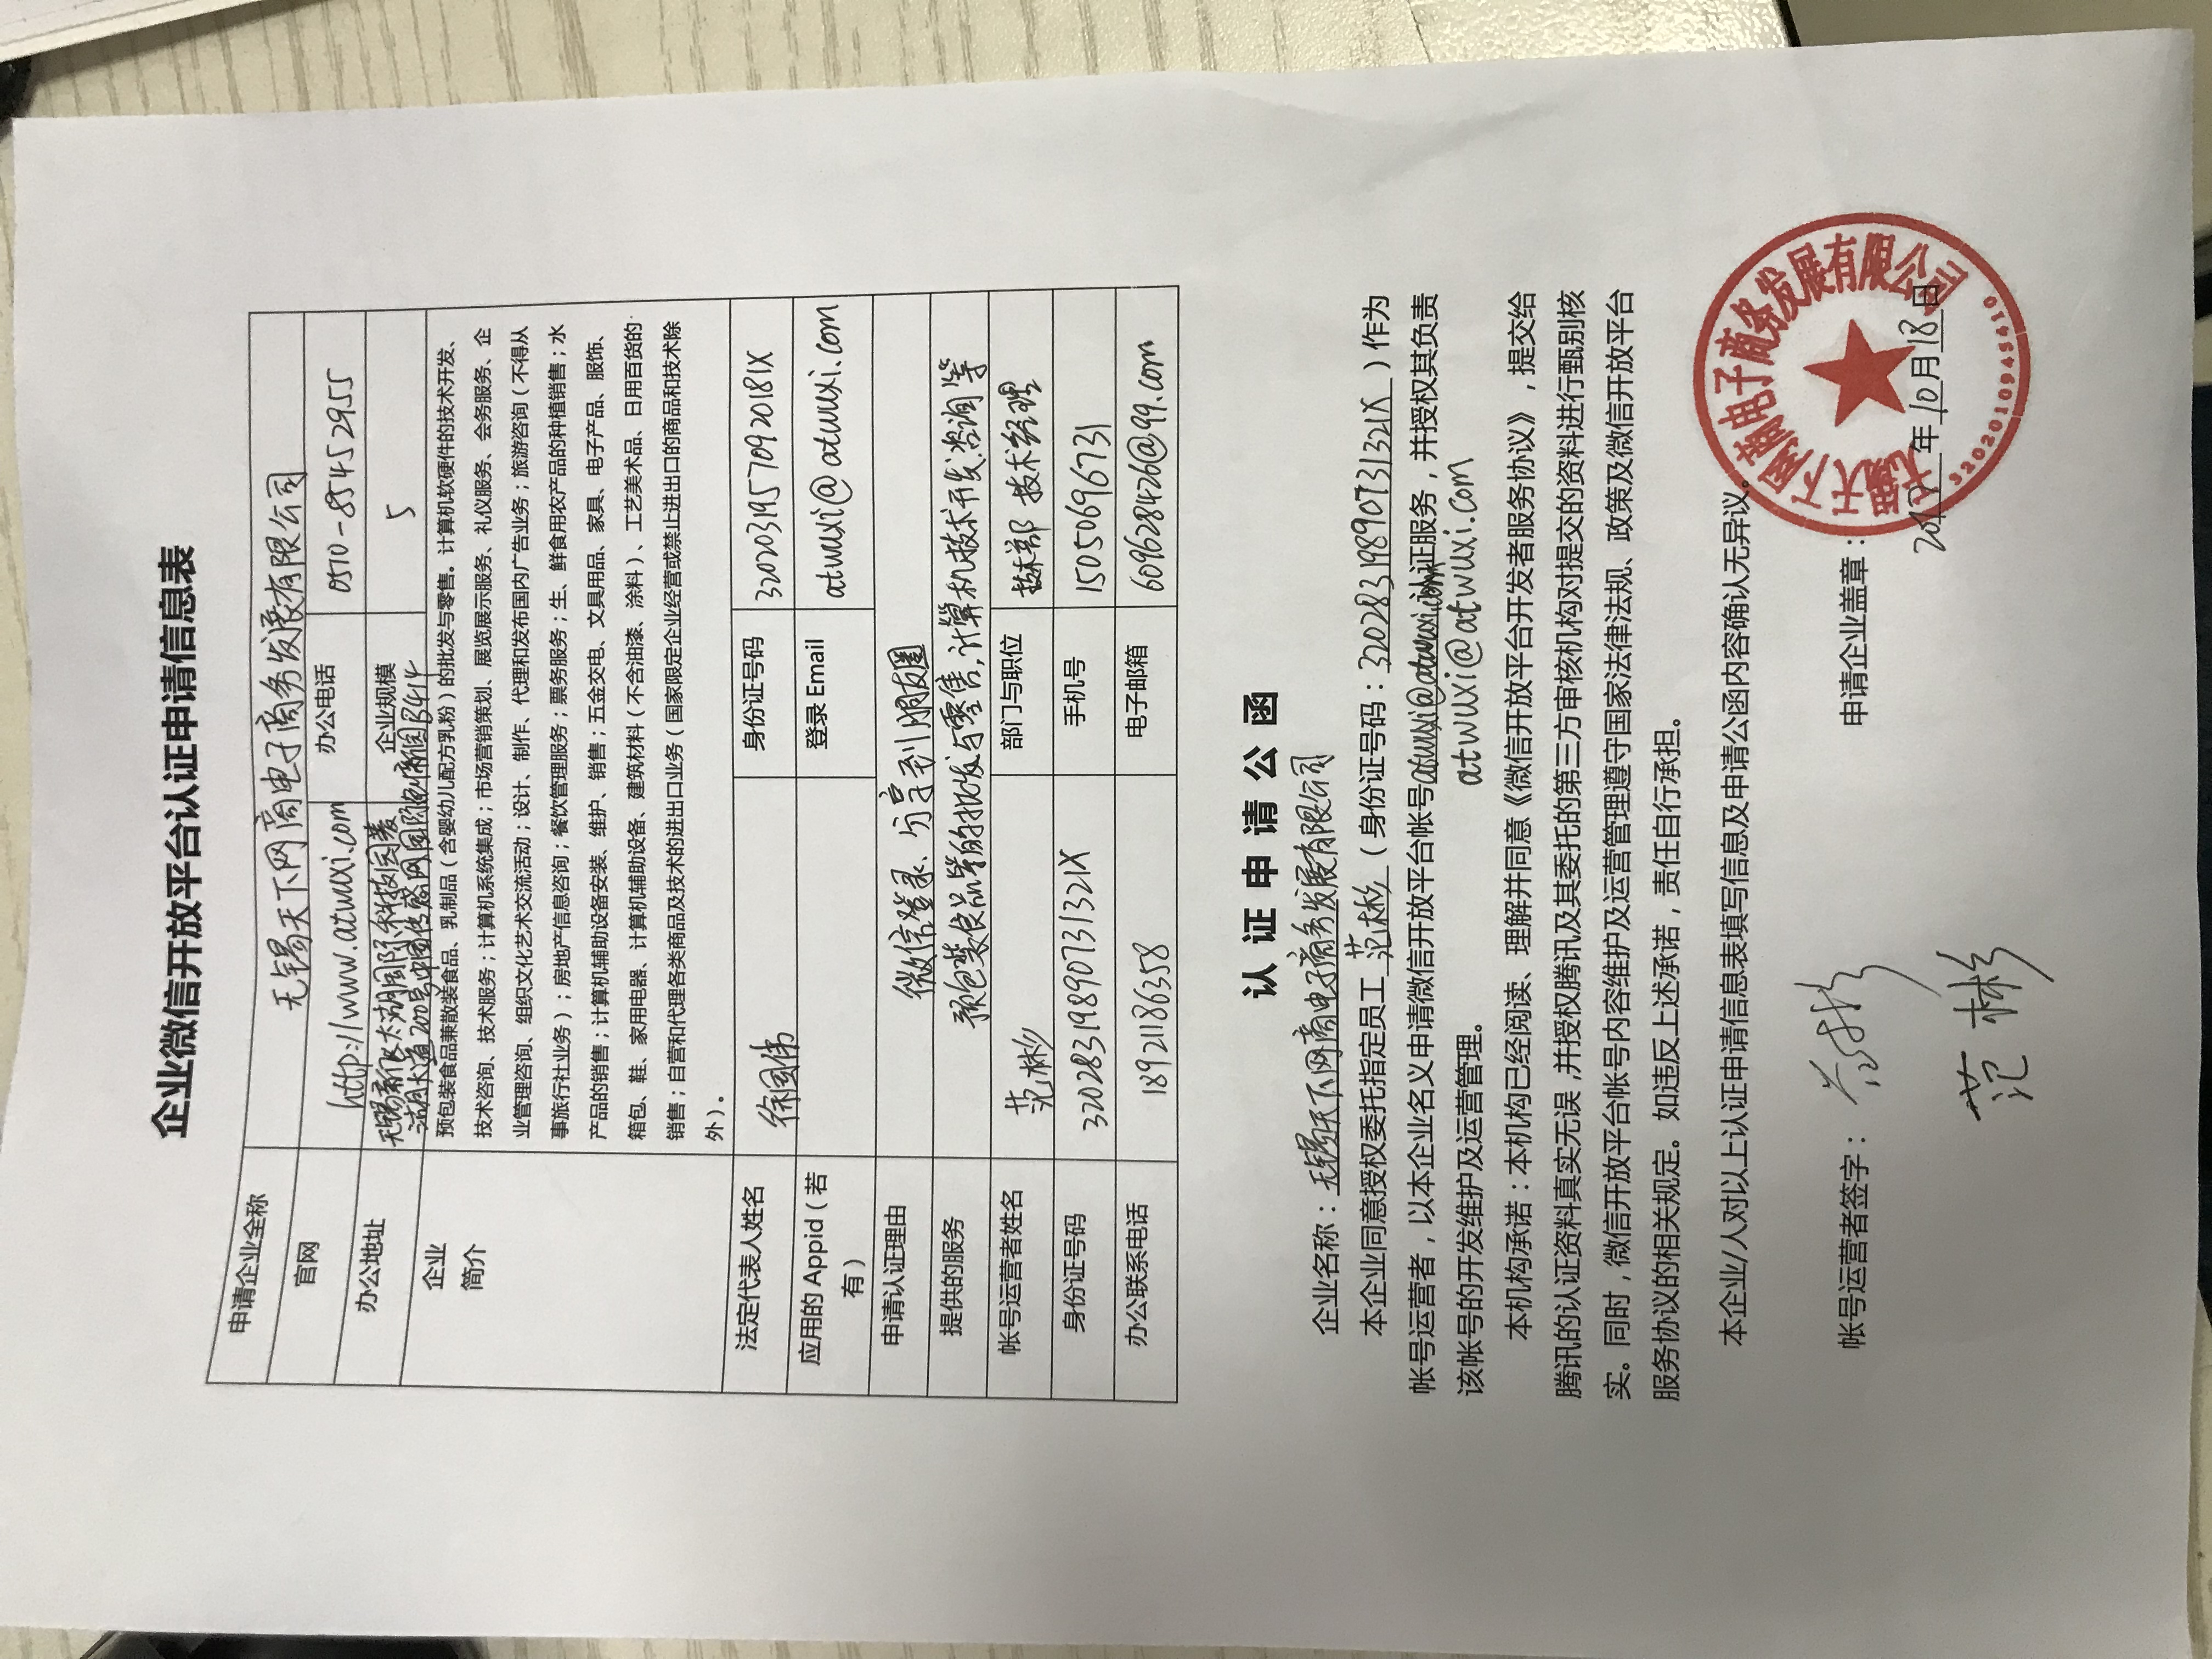 企业微信开放平台认证申请信息表
申请企业全称 无锡天下网商电子商务发展有限公司
官网 http://www.atwuxi.com 办公电话 0510-85452955
办公地址 无锡新区太湖国际科技园菱
湖大道200号中国传感网国际创新园B414 企业规模 5
企业
简介
预包装食品兼散装食品、乳制品（含婴幼儿配方乳粉）的批发与零售。计算机软硬件的技术开发、
技术咨询、技术服务；计算机系统集成；市场营销策划、展览展示服务、礼仪服务、会务服务、企
业管理咨询、组织文化艺术交流活动；设计、制作、代理和发布国内广告业务；旅游咨询（不得从
事旅行社业务）；房地产信息咨询；餐饮管理服务；票务服务；生、鲜食用农产品的种植销售；水
产品的销售；计算机辅助设备安装、维护、销售；五金交电、文具用品、家具、电子产品、服饰、
箱包、鞋、家用电器、计算机辅助设备、建筑材料（不含油漆、涂料）、工艺美术品、日用百货的
销售；自营和代理各类商品及技术的进出口业务（国家限定企业经营或禁止进出口的商品和技术除
外）。
法定代表人姓名 徐国伟 身份证号码 32020319570920181X
应用的 Appid（若
有） 登录 Email atwuxi@atwuxi.com
申请认证理由 微信登录、分享到朋友圈
提供的服务 预包装食品等的批发与零售,计算机技术开发.咨询等
帐号运营者姓名 范彬 部门与职位 技术部 技术经理
身份证号码 32028319890731321X 手机号 15050696731
办公联系电话 18921186358 电子邮箱 609628426@qq.com
认证申请公函
企业名称：无锡天下网商电子商务发展有限公司
本企业同意授权委托指定员工 范彬 （身份证号码：32028319890731321X ）作为
帐号运营者，以本企业名义申请微信开放平台帐号atwuxi@atwuxi.com认证服务，并授权其负责
该帐号的开发维护及运营管理。 atwuxi@atwuxi.com
本机构承诺：本机构已经阅读、理解并同意《微信开放平台开发者服务协议》，提交给
腾讯的认证资料真实无误，并授权腾讯及其委托的第三方审核机构对提交的资料进行甄别核
实。同时，微信开放平台帐号内容维护及运营管理遵守国家法律法规、政策及微信开放平台
服务协议的相关规定。如违反上述承诺，责任自行承担。
本企业/人对以上认证申请信息表填写信息及申请公函内容确认无异议。
帐号运营者签字： 范彬 申请企业盖章：
无锡天下网商电子商务发展有限公司
2017 年 10 月 18 日
范彬
3202010945410